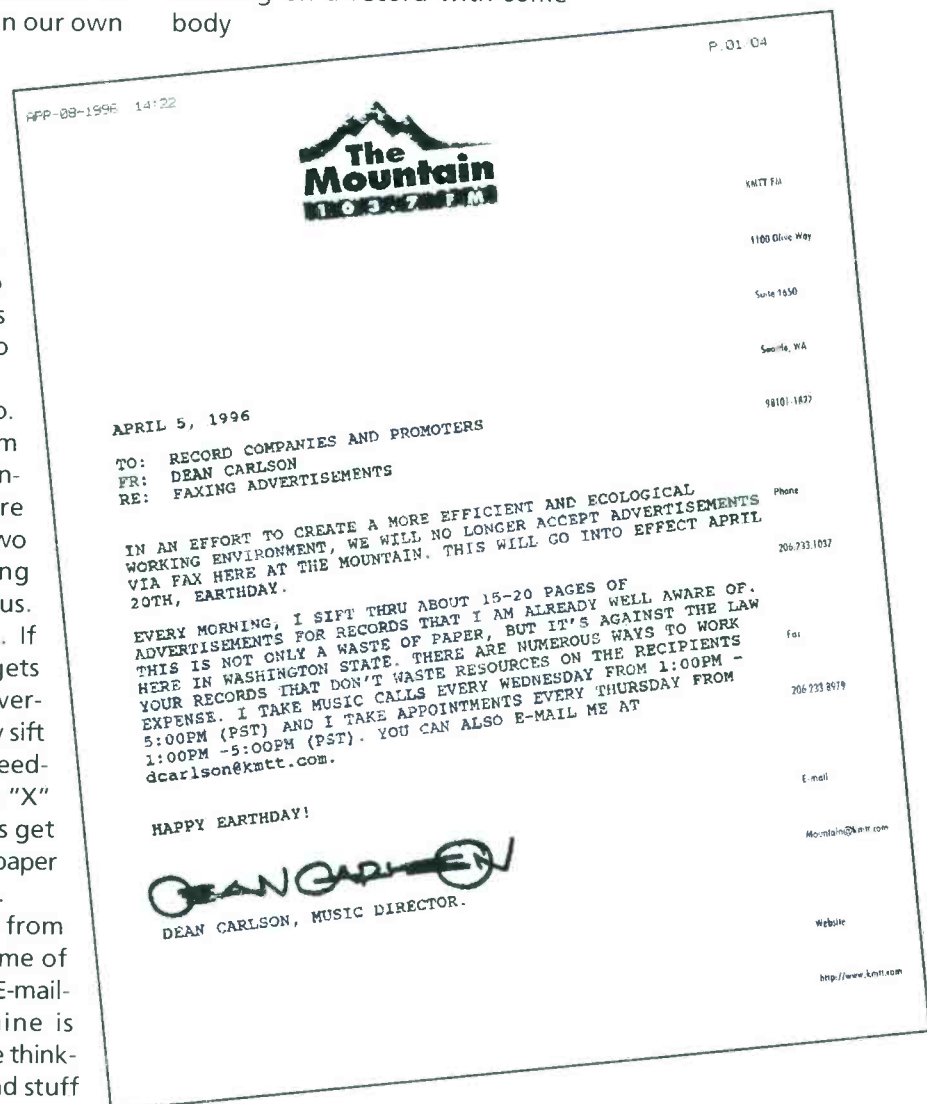 n our own body
P.01 04
APP-08-1996 14:22
The
Mountain
103.7 FM
KMTT FM
1100 Olive Way
Suite 1650
Seattle, WA
98101-1827
APRIL 5, 1996
TO: RECORD COMPANIES AND PROMOTERS
FR: DEAN CARLSON
RE: FAXING ADVERTISEMENTS
IN AN EFFORT TO CREATE A MORE EFFICIENT AND ECOLOGICAL
WORKING ENVIRONMENT, WE WILL NO LONGER ACCEPT ADVERTISEMENTS
VIA FAX HERE AT THE MOUNTAIN. THIS WILL GO INTO EFFECT APRIL
20TH, EARTHDAY.
EVERY MORNING, I SIFT THRU ABOUT 15-20 PAGES OF
ADVERTISEMENTS FOR RECORDS THAT I AM ALREADY WELL AWARE OF.
THIS IS NOT ONLY A WASTE OF PAPER, BUT IT'S AGAINST THE LAW
HERE IN WASHINGTON STATE. THERE ARE NUMEROUS WAYS TO WORK
YOUR RECORDS THAT DON'T WASTE RESOURCES ON THE RECIPIENTS
EXPENSE. I TAKE MUSIC CALLS EVERY WEDNESDAY FROM 1:00PM -
5:00PM (PST) AND I TAKE APPOINTMENTS EVERY THURSDAY FROM
1:00PM -5:00PM (PST). YOU CAN ALSO E-MAIL ME AT
dcarlson@kmtt.com.
HAPPY EARTHDAY!
DEAN CARLSON
DEAN CARLSON, MUSIC DIRECTOR.
Phone
206.233.1037
Fax
206 233 8979
E-mail
Mountain@kmtt.com
Website
http://www.kmtt.com
s
o
o.
m
n-
re
wo
ng
us.
. If
gets
ver-
y sift
eed-
"X"
s get
paper
.
from
me of
E-mail-
ine is
e think-
nd stuff